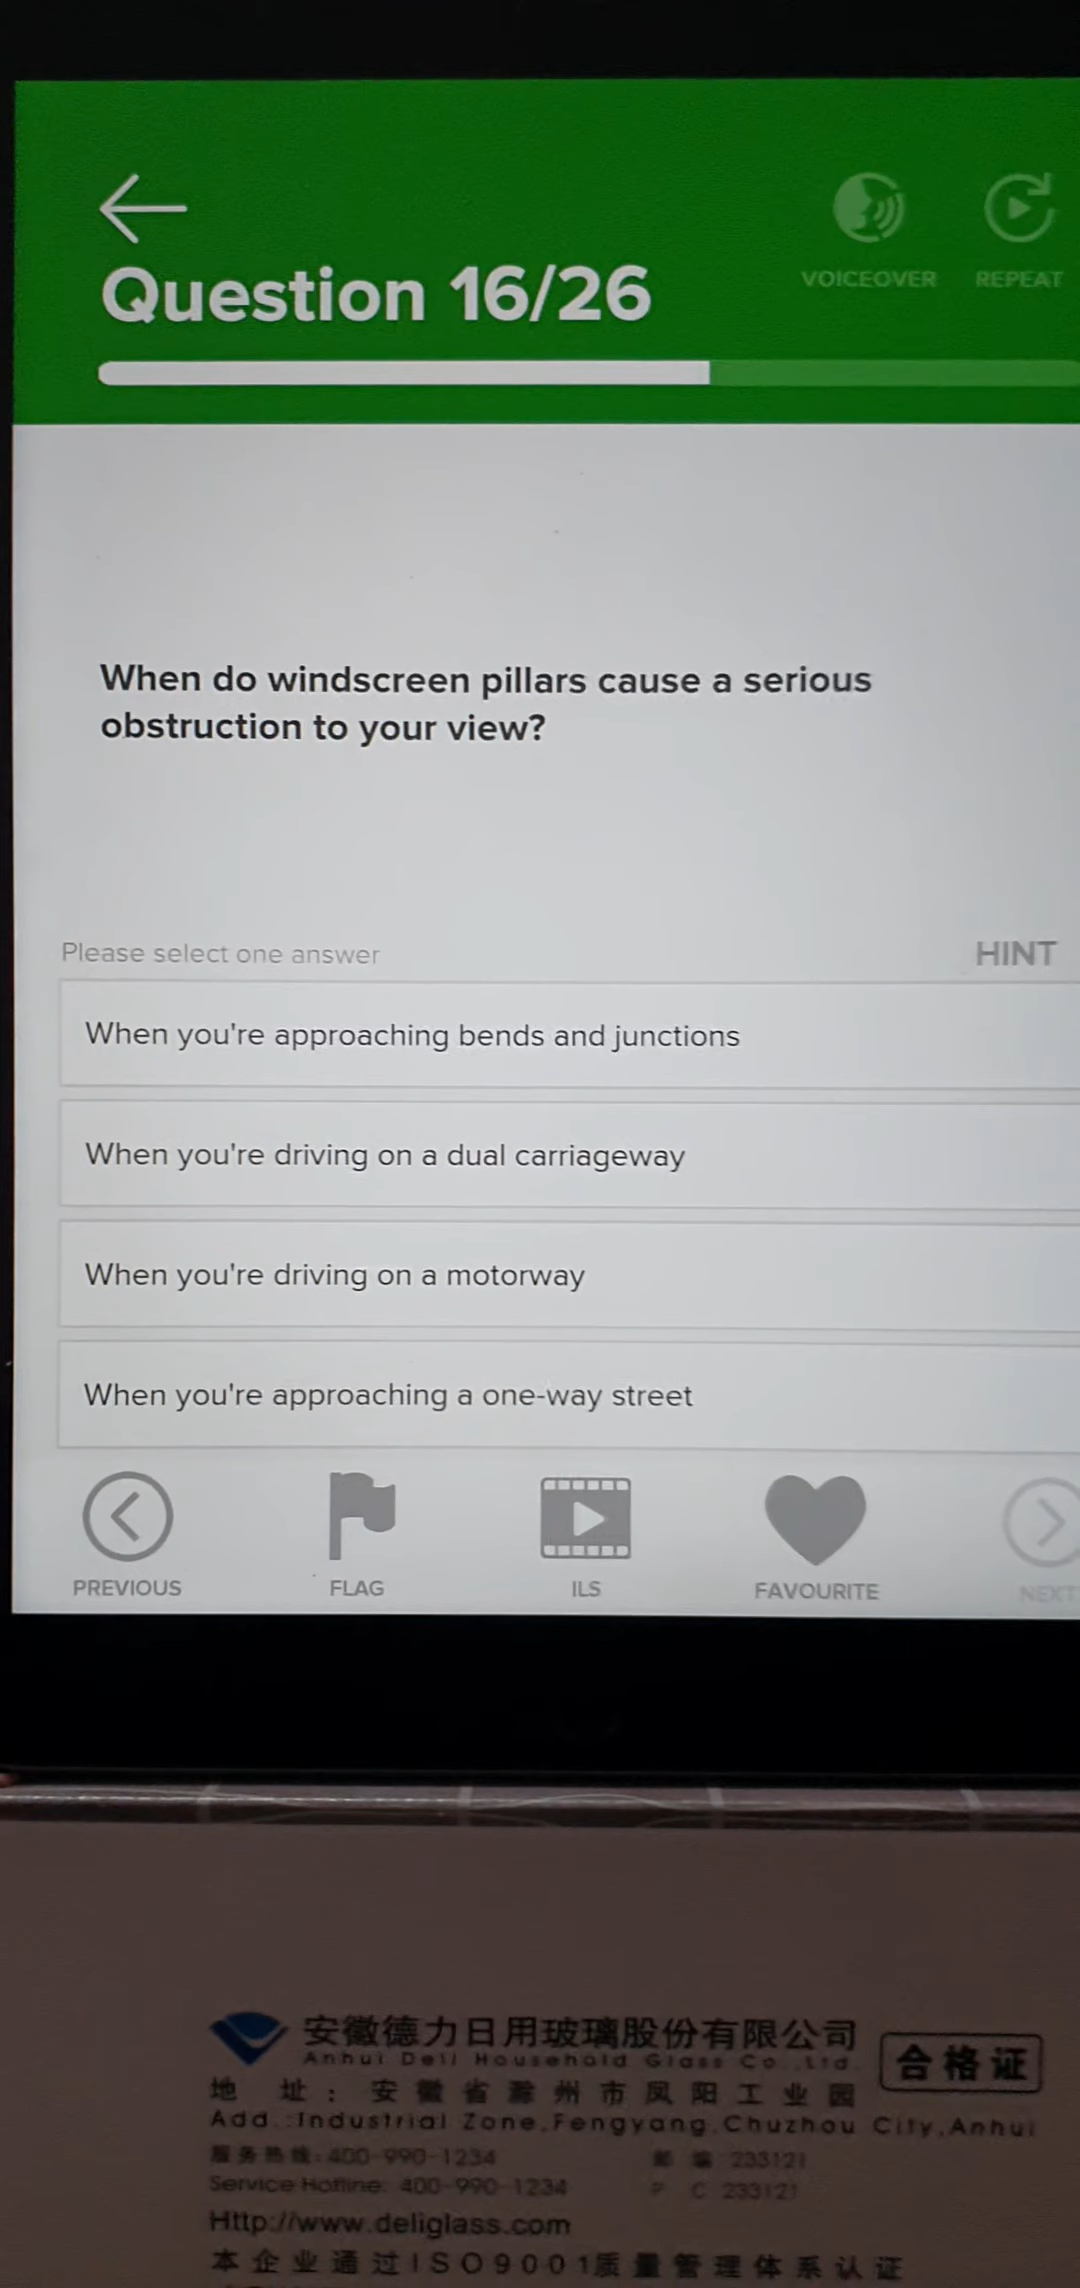 VOICEOVER REPEAT
Question 16/26
When do windscreen pillars cause a serious
obstruction to your view?
Please select one answer HINT
When you're approaching bends and junctions
When you're driving on a dual carriageway
When you're driving on a motorway
When you're approaching a one-way street
PREVIOUS FLAG ILS FAVOURITE NEXT
安徽德力日用玻璃股份有限公司
Anhui Deli Household Glass Co.,Ltd.
合格证
地 址：安徽省滁州市凤阳工业园
Add.:Industrial Zone,Fengyang,Chuzhou City,Anhui
服务热线:400-990-1234 邮 编 233121
Service Hotline: 400-990-1234 P C 233121
Http://www.deliglass.com
本企业通过ISO9001质量管理体系认证